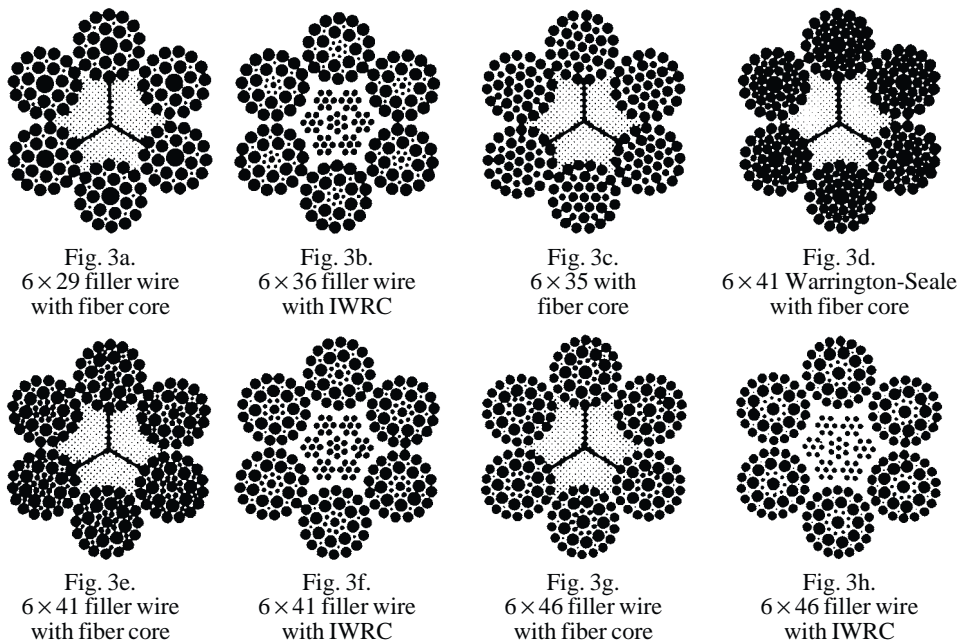 Fig. 3a.
6 × 29 filler wire
with fiber core
Fig. 3b.
6 × 36 filler wire
with IWRC
Fig. 3c.
6 × 35 with
fiber core
Fig. 3d.
6 × 41 Warrington-Seale
with fiber core
Fig. 3e.
6 × 41 filler wire
with fiber core
Fig. 3f.
6 × 41 filler wire
with IWRC
Fig. 3g.
6 × 46 filler wire
with fiber core
Fig. 3h.
6 × 46 filler wire
with IWRC